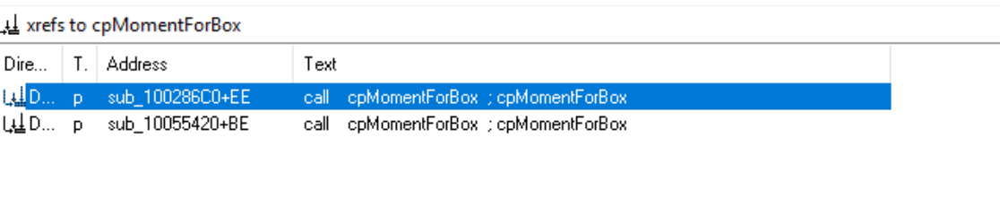 xrefs to cpMomentForBox
Dire... T. Address Text
D... p sub_100286C0+EE call cpMomentForBox ; cpMomentForBox
D... p sub_10055420+BE call cpMomentForBox ; cpMomentForBox